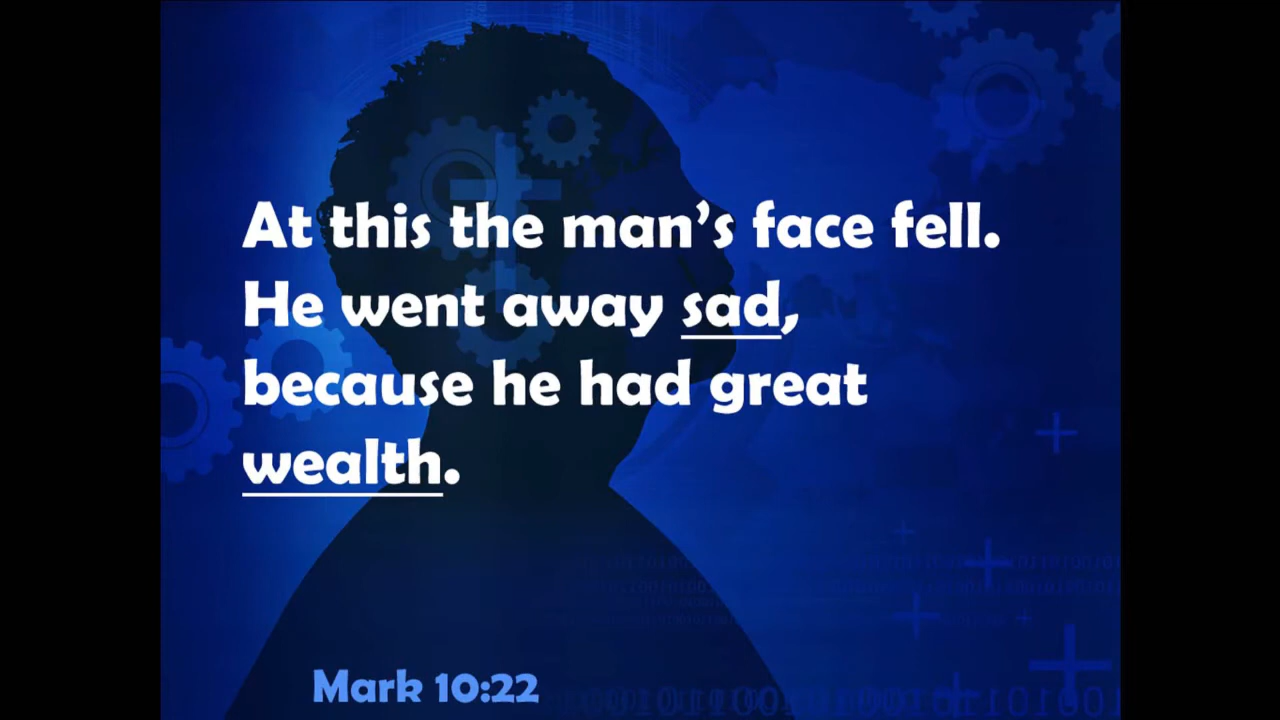 At this the man’s face fell.
He went away sad,
because he had great
wealth.
Mark 10:22